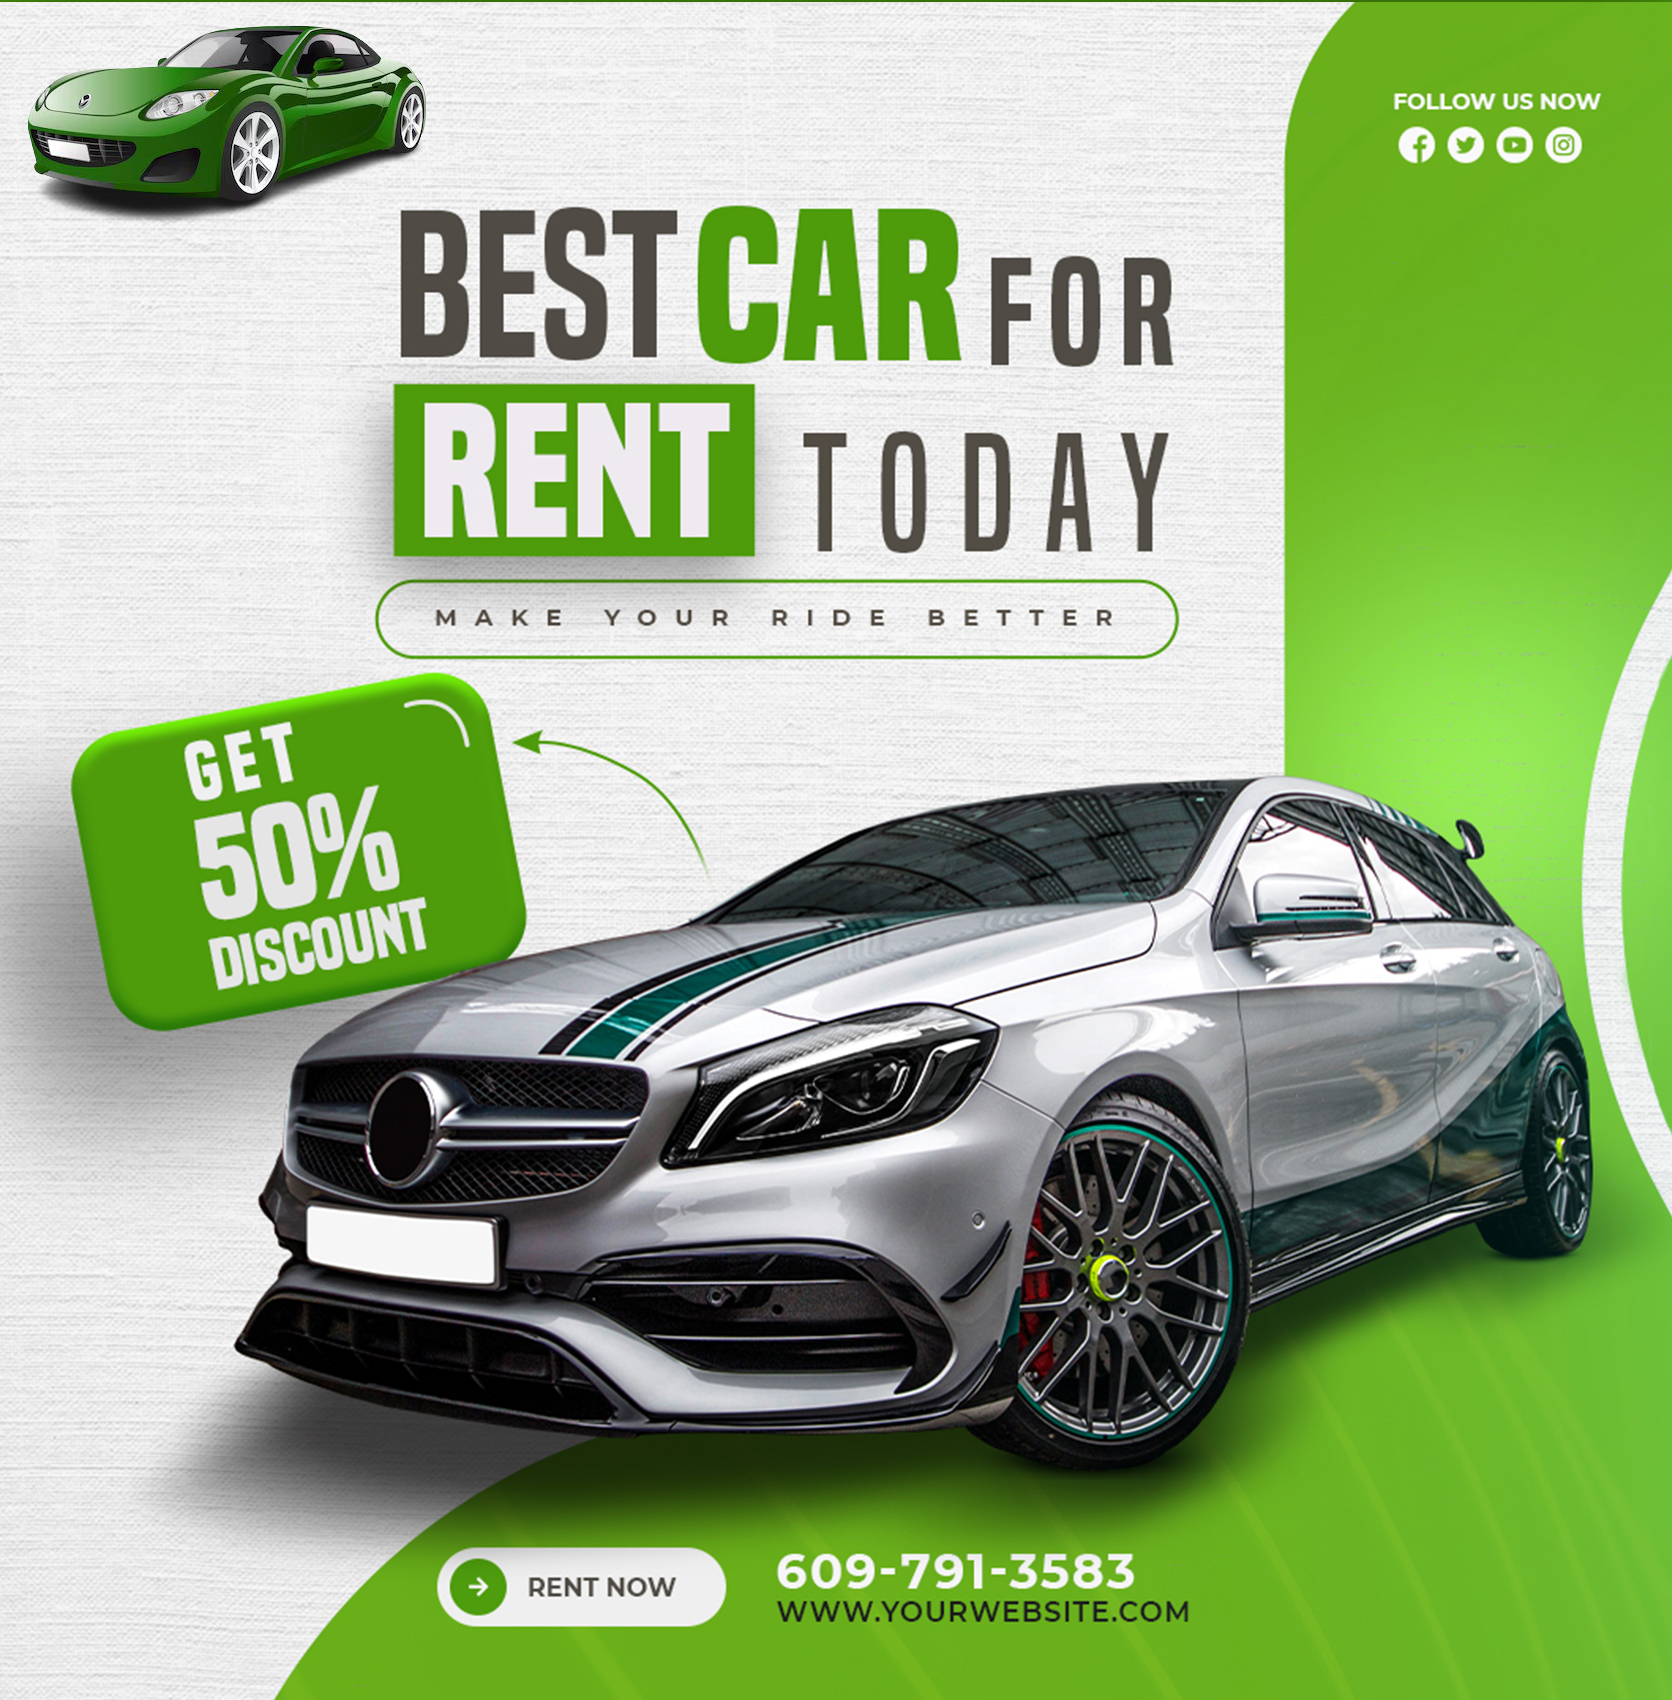 FOLLOW US NOW
BEST CAR FOR
RENT TODAY
MAKE YOUR RIDE BETTER
GET
50%
DISCOUNT
RENT NOW
609-791-3583
WWW.YOURWEBSITE.COM